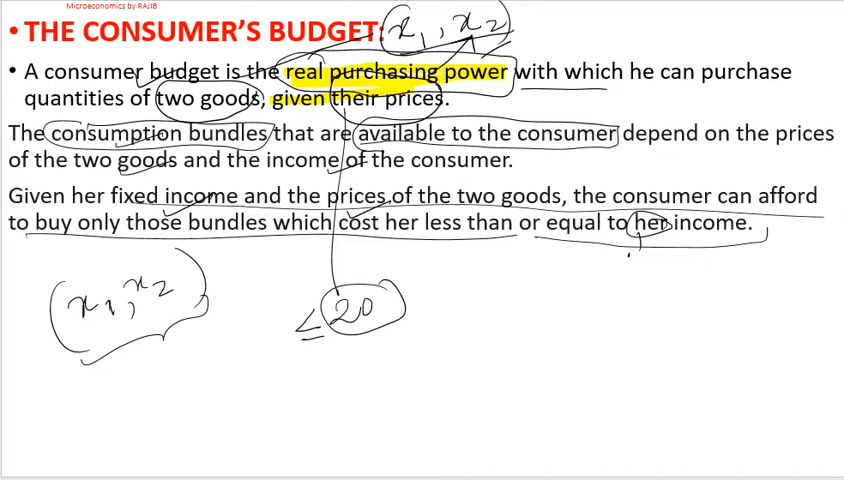 Microeconomics by RAJIB
• THE CONSUMER'S BUDGET: x₁, x₂
• A consumer budget is the real purchasing power with which he can purchase
quantities of two goods, given their prices.
The consumption bundles that are available to the consumer depend on the prices
of the two goods and the income of the consumer.
Given her fixed income and the prices of the two goods, the consumer can afford
to buy only those bundles which cost her less than or equal to her income.
x₁, x₂
≤ 20